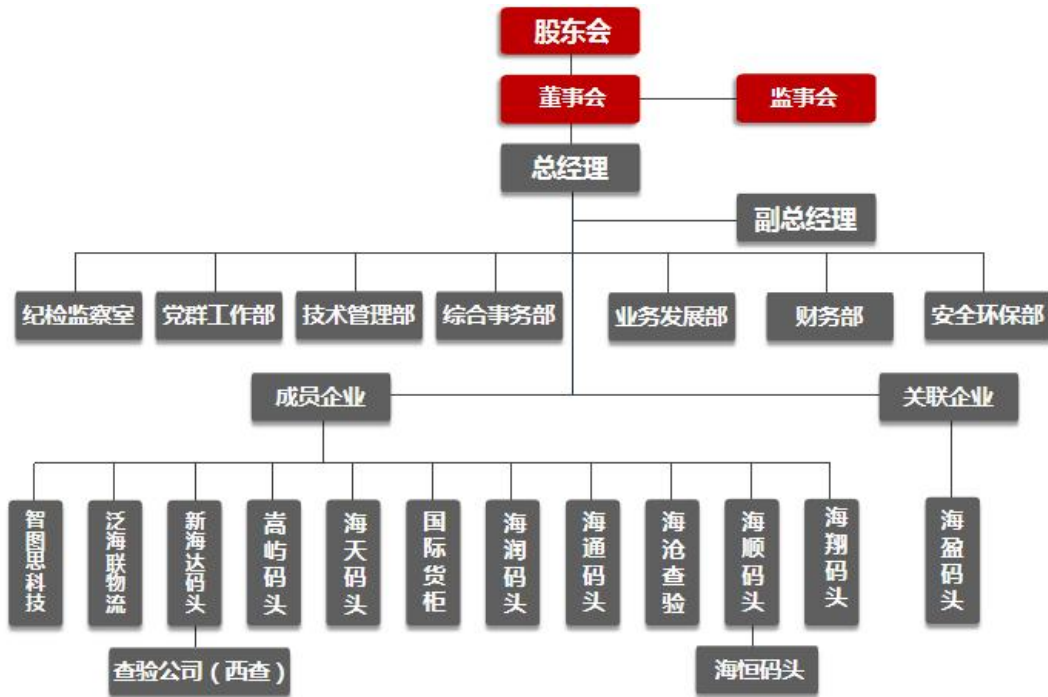 股东会
董事会
监事会
总经理
副总经理
纪检监察室
党群工作部
技术管理部
综合事务部
业务发展部
财务部
安全环保部
成员企业
关联企业
智图思科技
泛海联物流
新海达码头
嵩屿码头
海天码头
国际货柜
海润码头
海通码头
海沧查验
海顺码头
海翔码头
海盈码头
查验公司（西查）
海恒码头